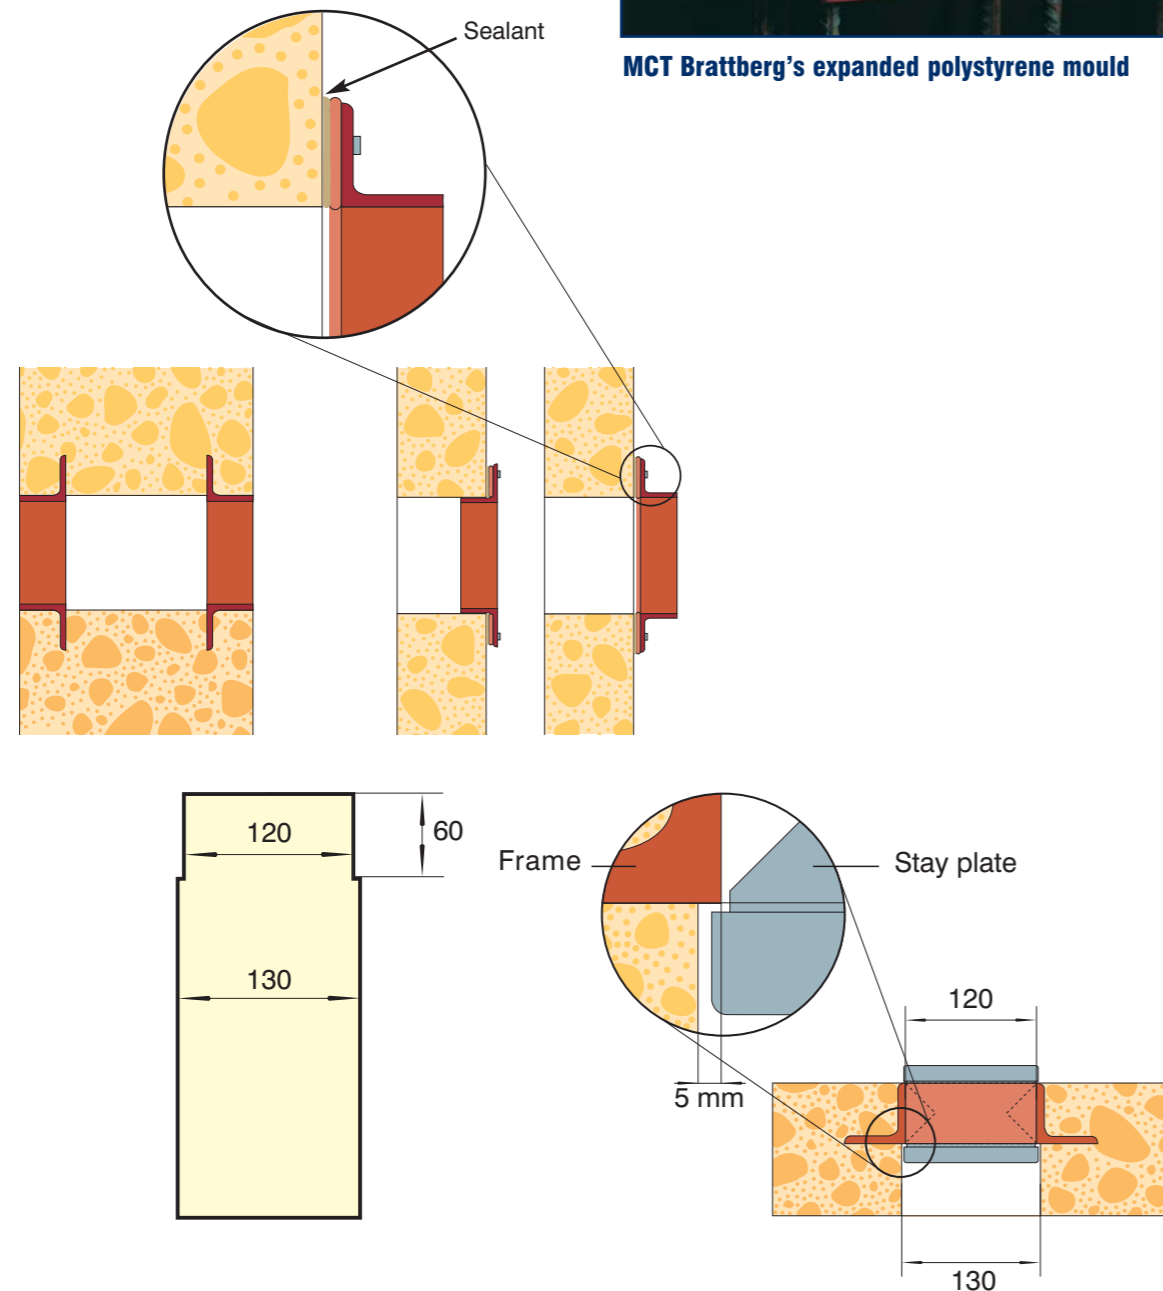 Sealant
MCT Brattberg’s expanded polystyrene mould
120
60
130
Frame
Stay plate
5 mm
120
130